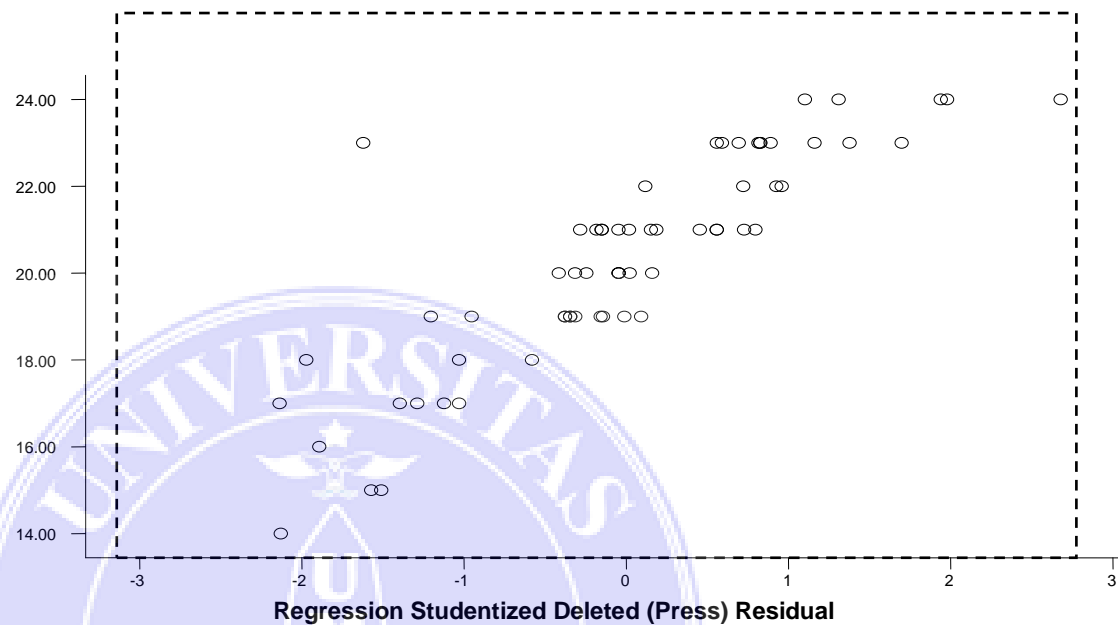 24.00
22.00
20.00
18.00
16.00
14.00
-3 -2 -1 0 1 2 3
Regression Studentized Deleted (Press) Residual
UNIVERSITAS
U